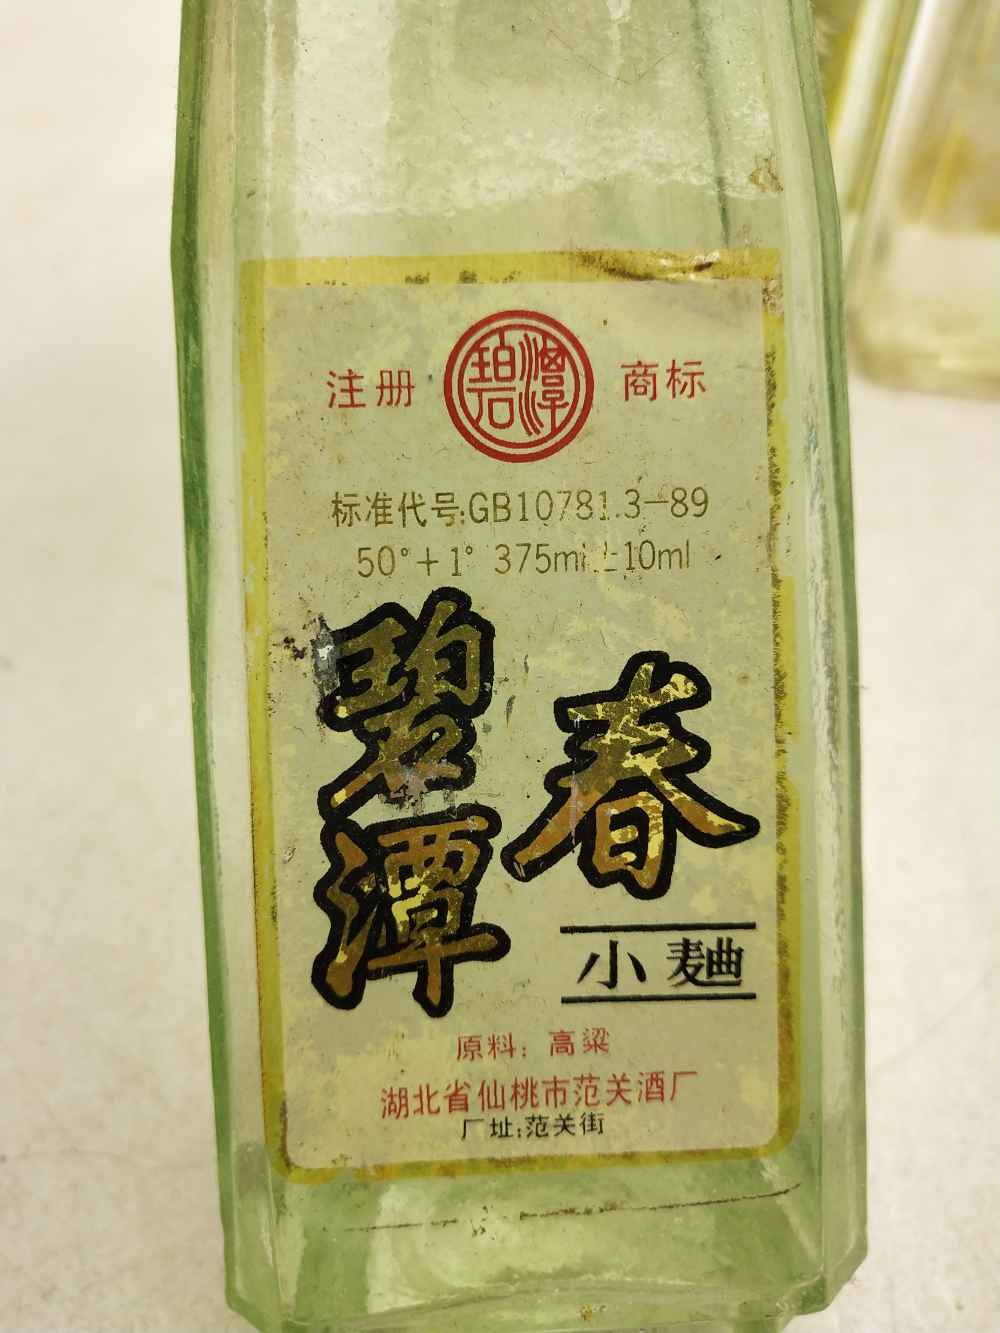 注册 碧潭 商标
标准代号:GB10781.3-89
50°+1° 375ml±10ml
碧潭春
小麯
原料：高粱
湖北省仙桃市范关酒厂
厂址:范关街